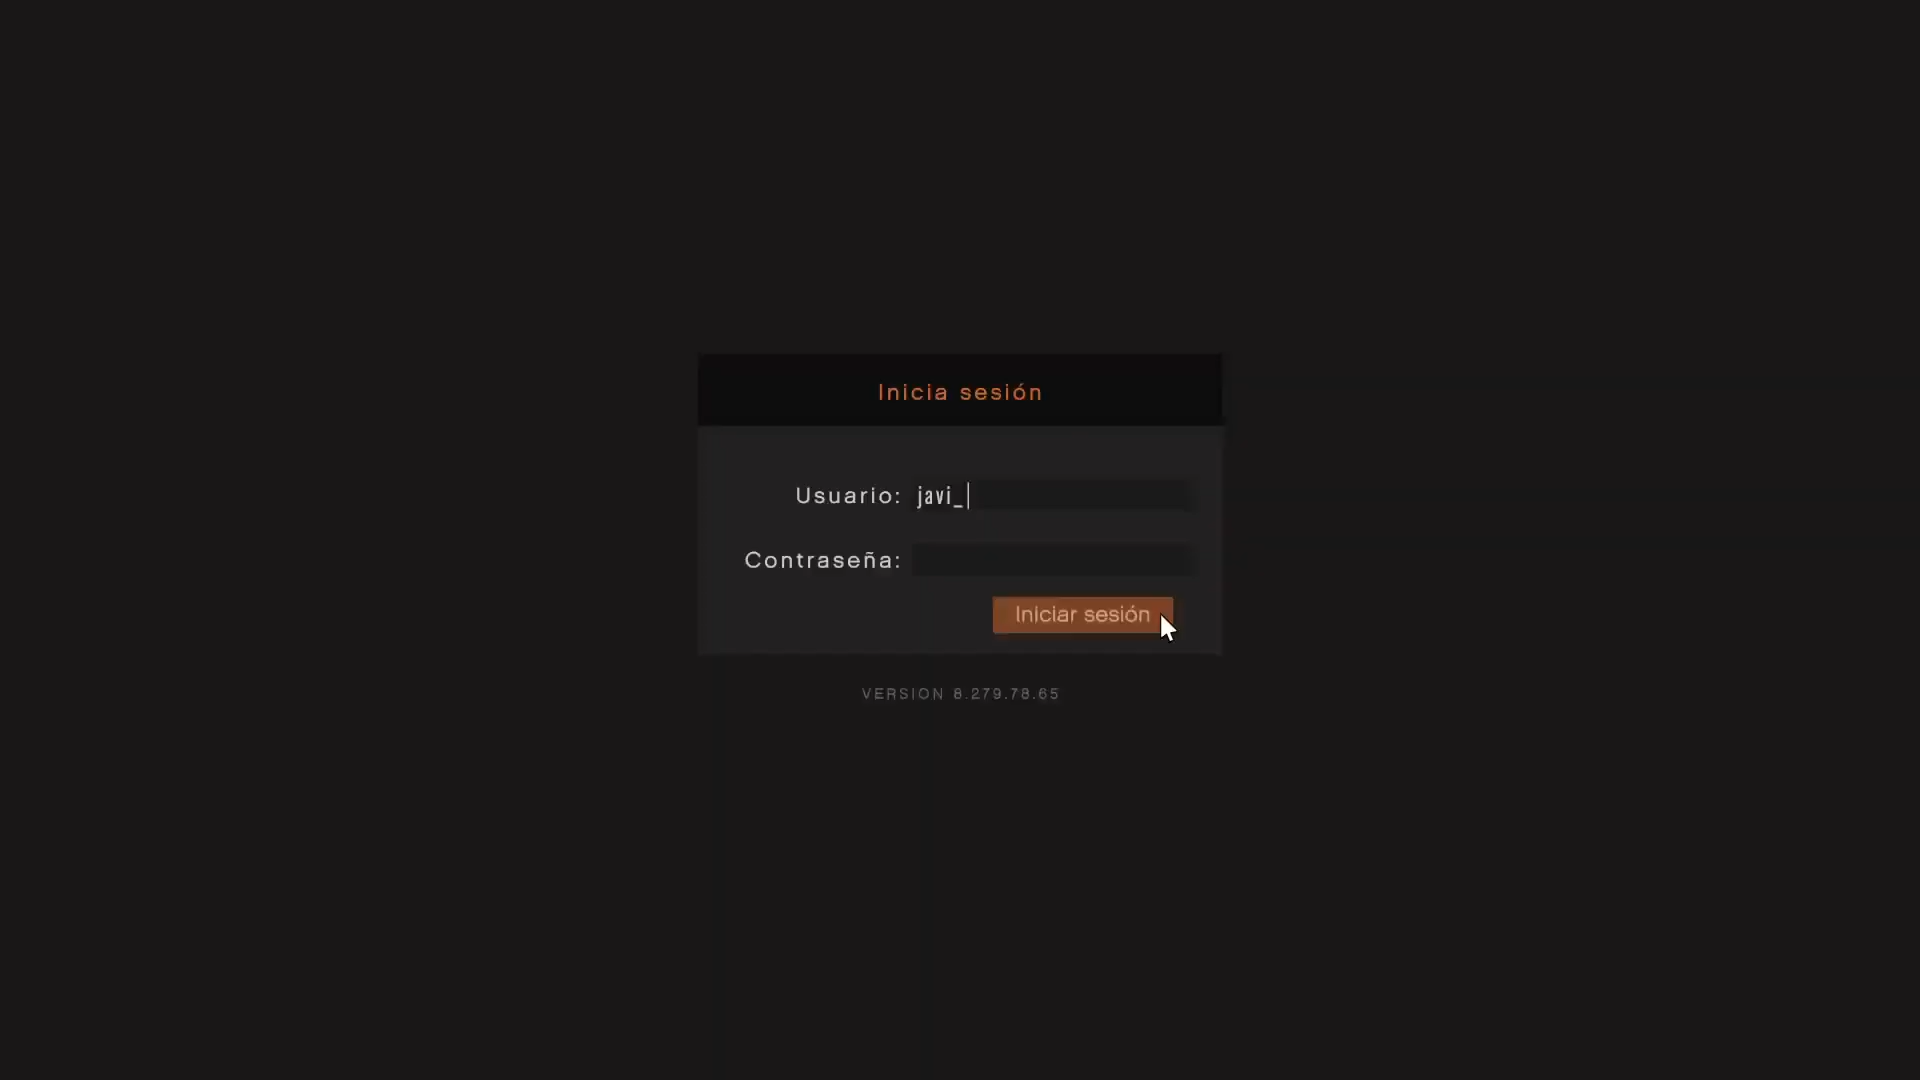 Inicia sesión
Usuario: javi_
Contraseña:
Iniciar sesión
VERSION 8.279.78.65